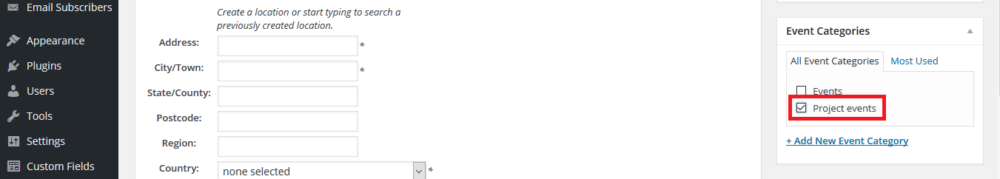 Email Subscribers
Appearance
Plugins
Users
Tools
Settings
Custom Fields
Create a location or start typing to search a
previously created location.
Address: *
City/Town: *
State/County:
Postcode:
Region:
Country: none selected *
Event Categories
All Event Categories Most Used
Events
Project events
+ Add New Event Category